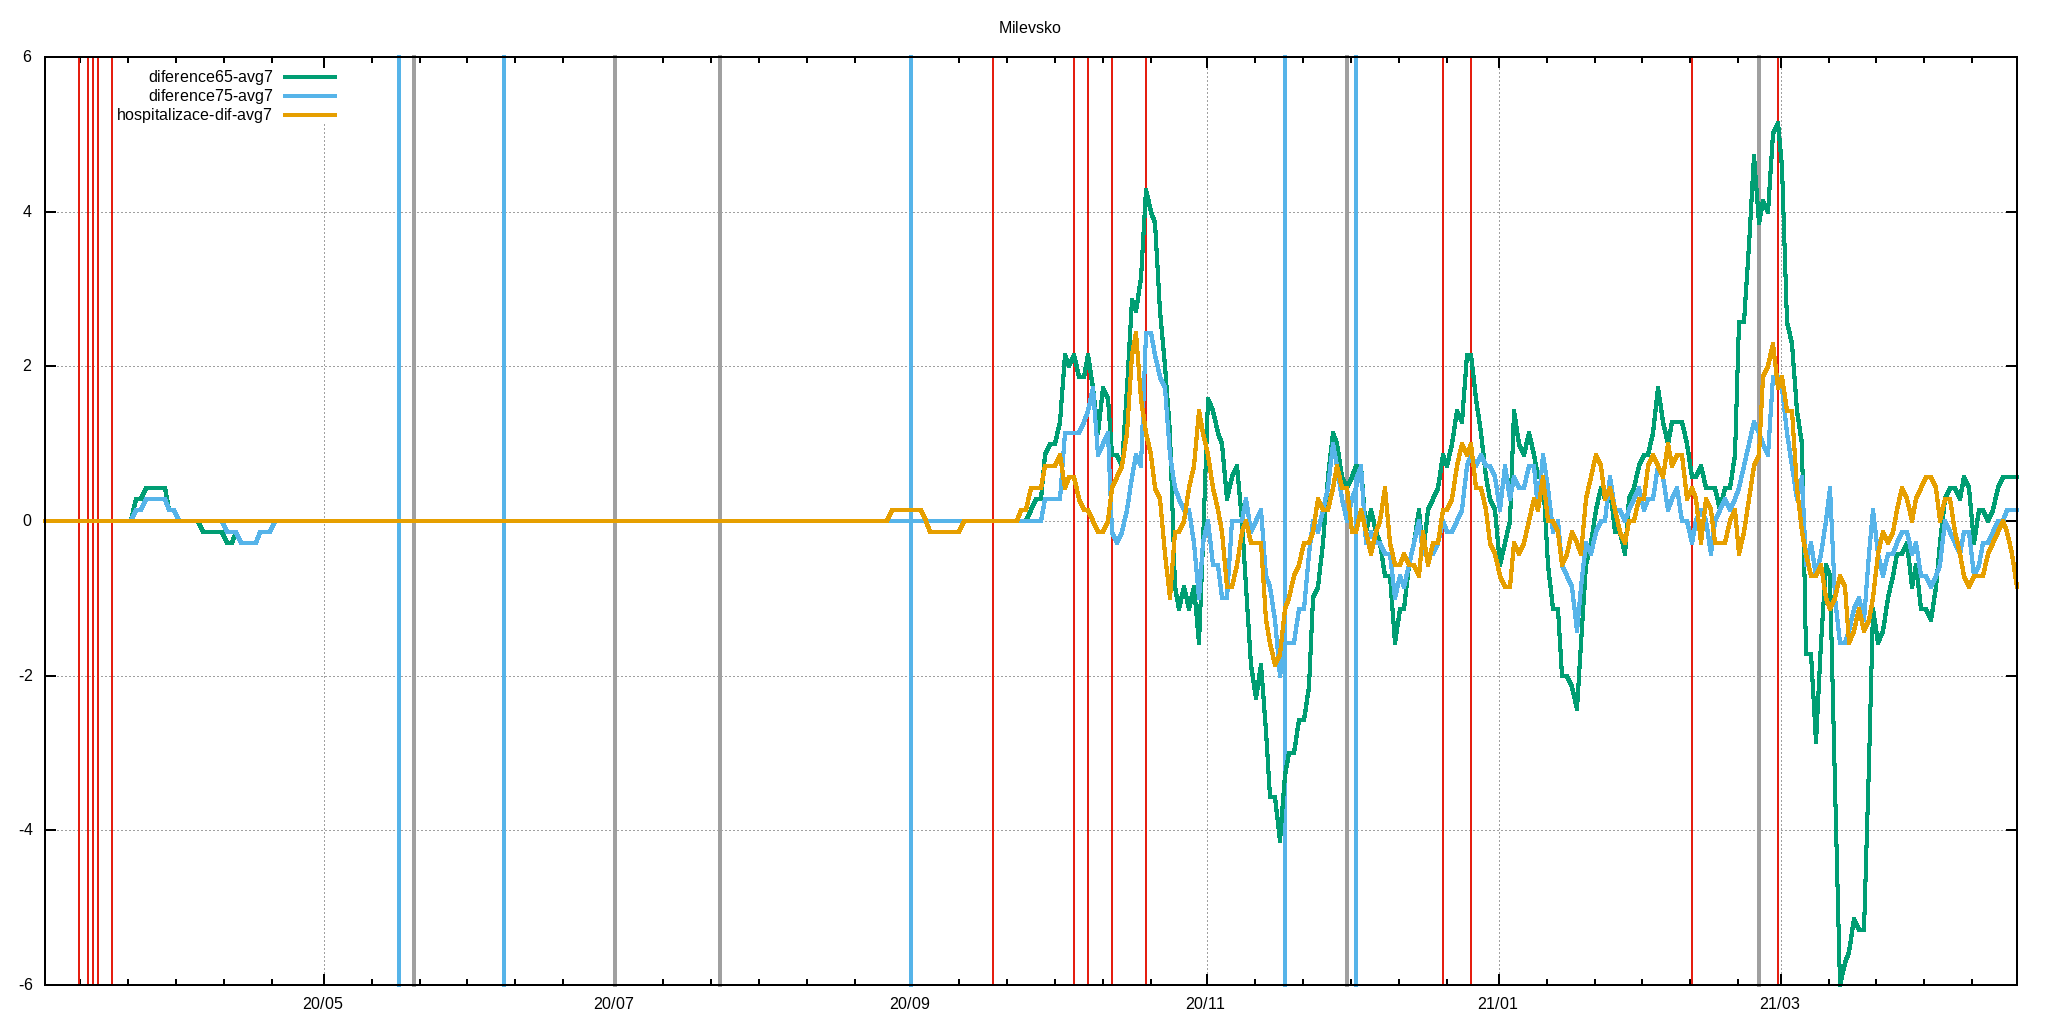 Milevsko
6
diference65-avg7
diference75-avg7
hospitalizace-dif-avg7
4
2
0
-2
-4
-6
20/05 20/07 20/09 20/11 21/01 21/03